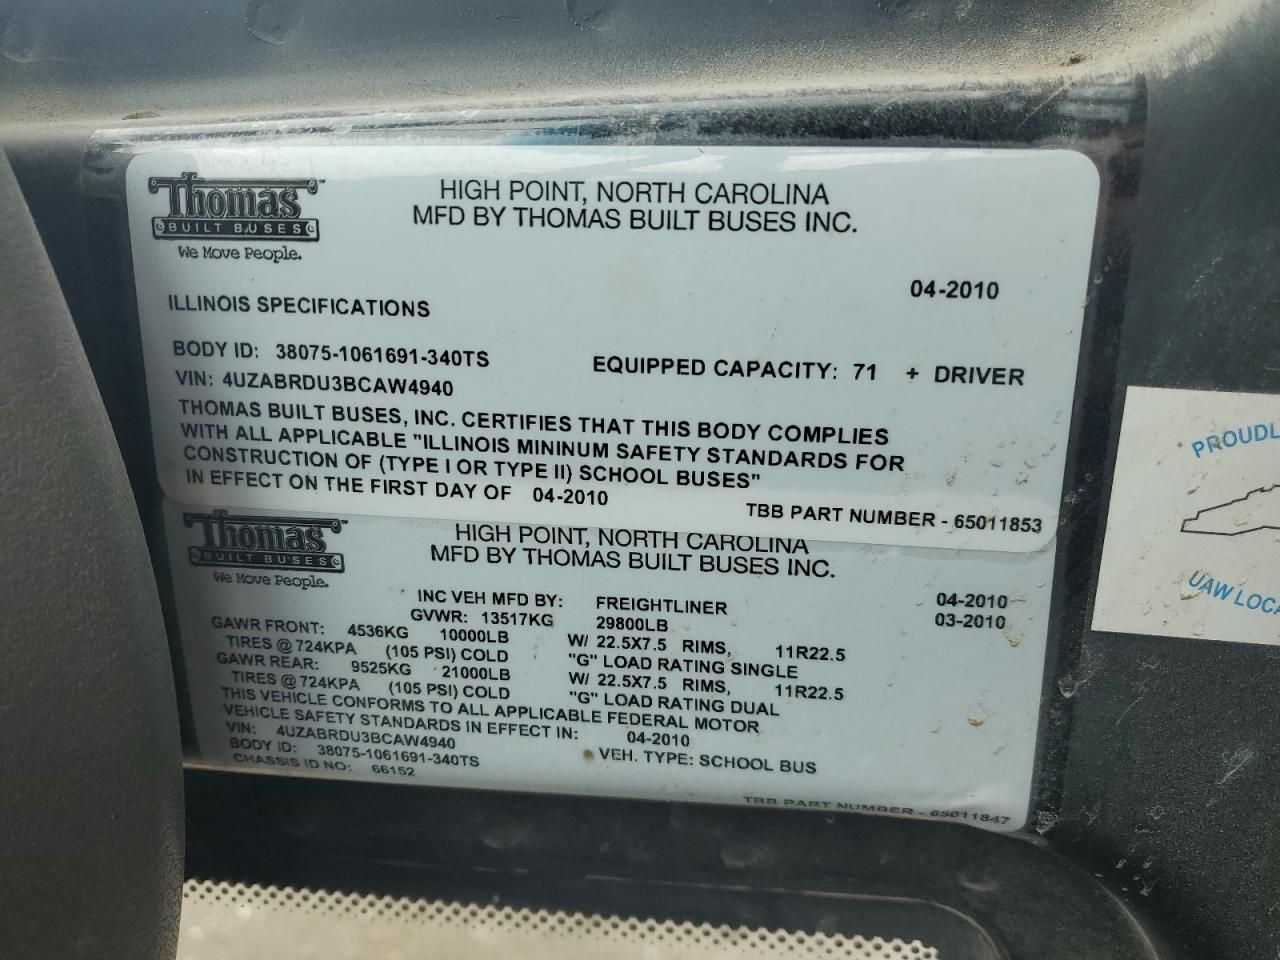 Thomas™
BUILT BUSES
We Move People.
HIGH POINT, NORTH CAROLINA
MFD BY THOMAS BUILT BUSES INC.
04-2010
ILLINOIS SPECIFICATIONS
BODY ID: 38075-1061691-340TS
EQUIPPED CAPACITY: 71 + DRIVER
VIN: 4UZABRDU3BCAW4940
THOMAS BUILT BUSES, INC. CERTIFIES THAT THIS BODY COMPLIES
WITH ALL APPLICABLE "ILLINOIS MININUM SAFETY STANDARDS FOR
CONSTRUCTION OF (TYPE I OR TYPE II) SCHOOL BUSES"
IN EFFECT ON THE FIRST DAY OF 04-2010
TBB PART NUMBER - 65011853
Thomas™
BUILT BUSES
We Move People.
HIGH POINT, NORTH CAROLINA
MFD BY THOMAS BUILT BUSES INC.
04-2010
INC VEH MFD BY: FREIGHTLINER 03-2010
GVWR: 13517KG 29800LB
GAWR FRONT: 4536KG 10000LB W/ 22.5X7.5 RIMS, 11R22.5
TIRES @ 724KPA (105 PSI) COLD "G" LOAD RATING SINGLE
GAWR REAR: 9525KG 21000LB W/ 22.5X7.5 RIMS, 11R22.5
TIRES @ 724KPA (105 PSI) COLD "G" LOAD RATING DUAL
THIS VEHICLE CONFORMS TO ALL APPLICABLE FEDERAL MOTOR
VEHICLE SAFETY STANDARDS IN EFFECT IN: 04-2010
VIN: 4UZABRDU3BCAW4940
BODY ID: 38075-1061691-340TS
VEH. TYPE: SCHOOL BUS
CHASSIS ID NO: 66152
TBB PART NUMBER - 65011847
PROUDL
UAW LOCA